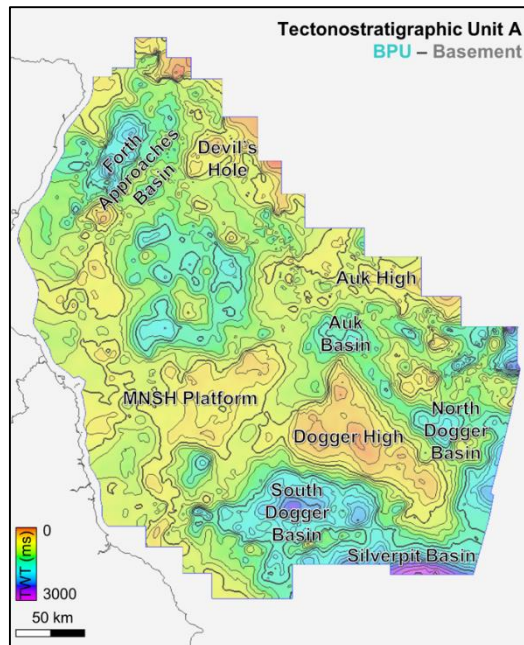 Tectonostratigraphic Unit A
BPU – Basement
Forth
Approaches
Basin
Devil's
Hole
Auk High
Auk
Basin
MNSH Platform
North
Dogger
Basin
Dogger High
South
Dogger
Basin
Silverpit Basin
0
TWT (ms)
3000
50 km